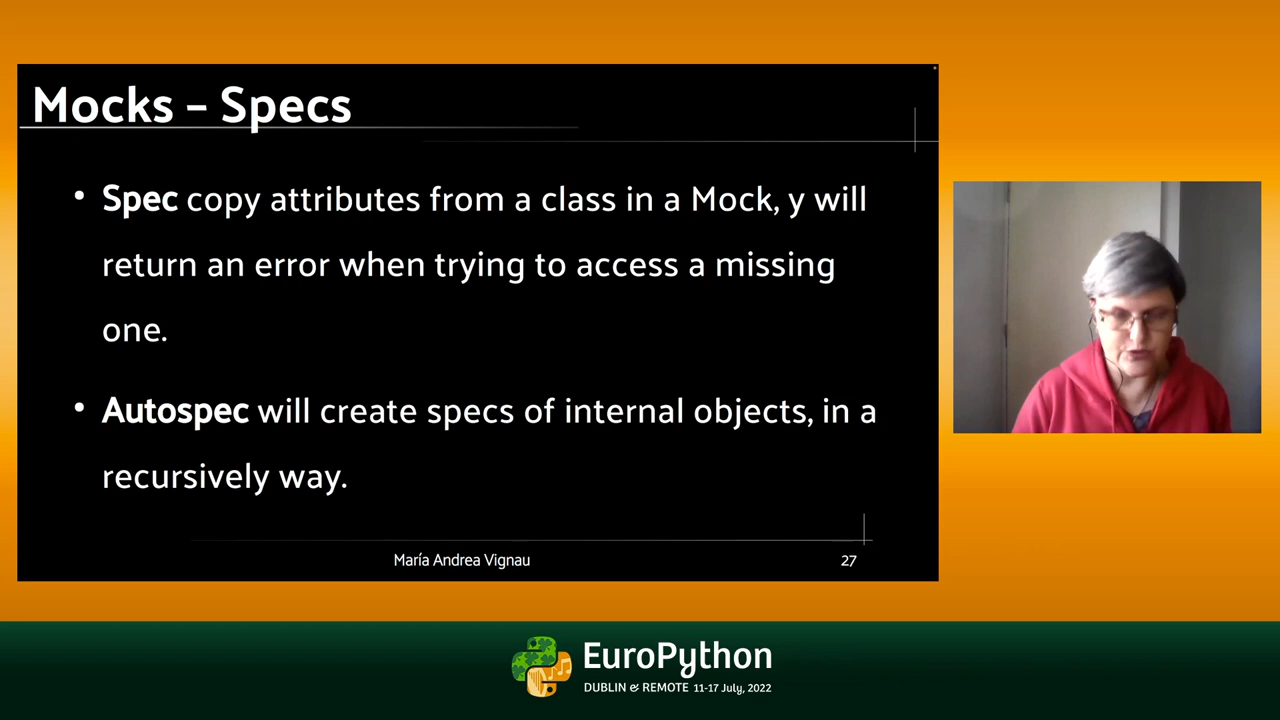 Mocks – Specs
• Spec copy attributes from a class in a Mock, y will
return an error when trying to access a missing
one.
• Autospec will create specs of internal objects, in a
recursively way.
María Andrea Vignau
27
EuroPython
DUBLIN & REMOTE 11-17 July, 2022